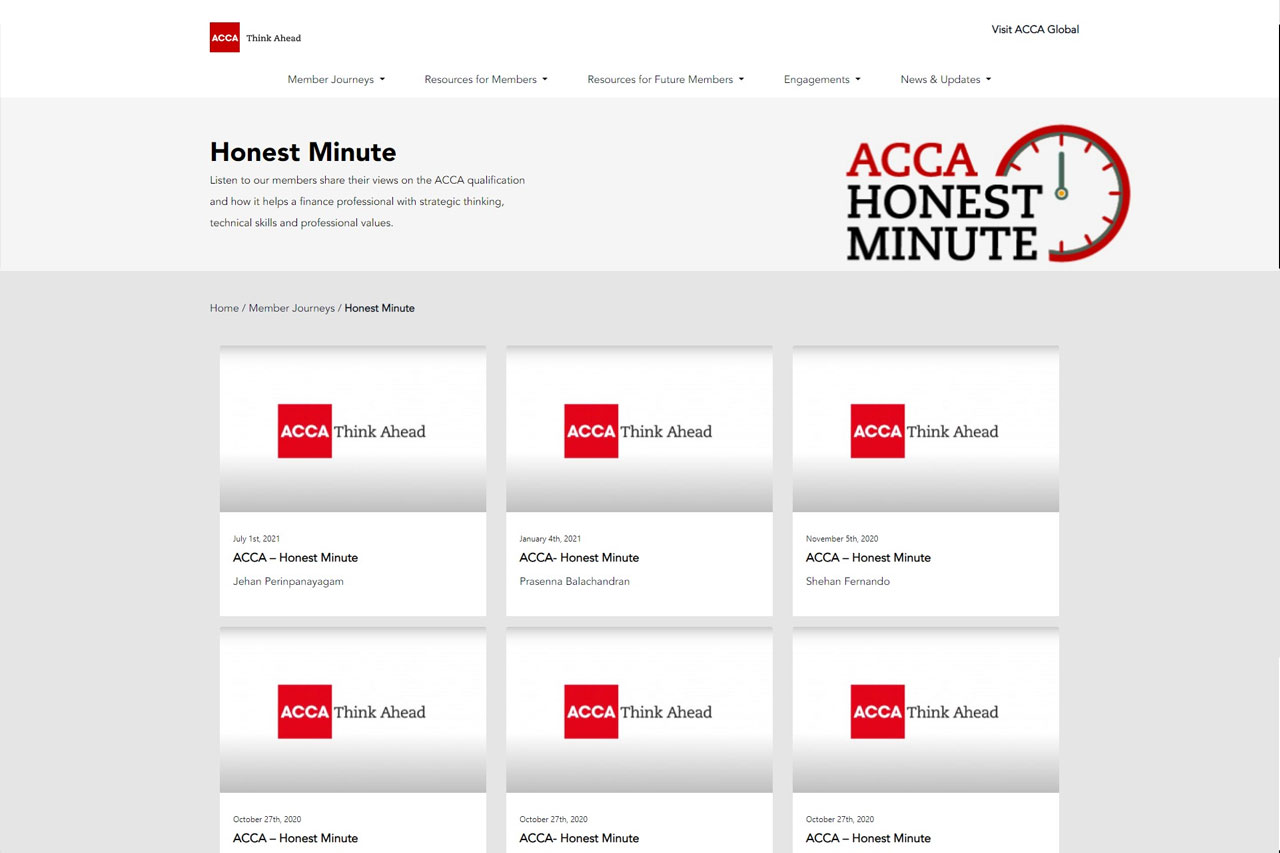 ACCA Think Ahead
Visit ACCA Global
Member Journeys
Resources for Members
Resources for Future Members
Engagements
News & Updates
Honest Minute
Listen to our members share their views on the ACCA qualification
and how it helps a finance professional with strategic thinking,
technical skills and professional values.
ACCA
HONEST
MINUTE
Home / Member Journeys / Honest Minute
ACCA Think Ahead
July 1st, 2021
ACCA – Honest Minute
Jehan Perinpanayagam
ACCA Think Ahead
January 4th, 2021
ACCA- Honest Minute
Prasenna Balachandran
ACCA Think Ahead
November 5th, 2020
ACCA – Honest Minute
Shehan Fernando
ACCA Think Ahead
October 27th, 2020
ACCA – Honest Minute
ACCA Think Ahead
October 27th, 2020
ACCA- Honest Minute
ACCA Think Ahead
October 27th, 2020
ACCA – Honest Minute